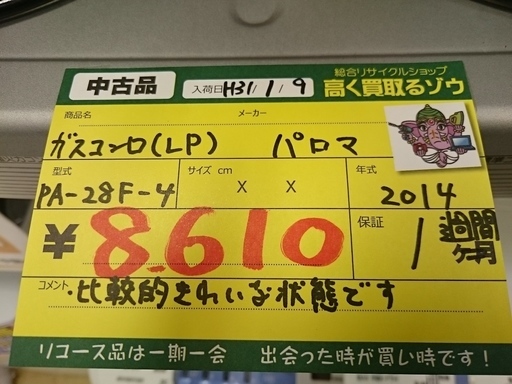 中古品 入荷日 H31/1/9 総合リサイクルショップ
高く買取るゾウ
商品名 メーカー
ガスコンロ(LP) パロマ
型式 サイズ cm 年式
PA-28F-4 X X 2014
¥8,610 保証 1 週間
ヶ月
コメント ・比較的きれいな状態です
リユース品は一期一会 出会った時が買い時です!